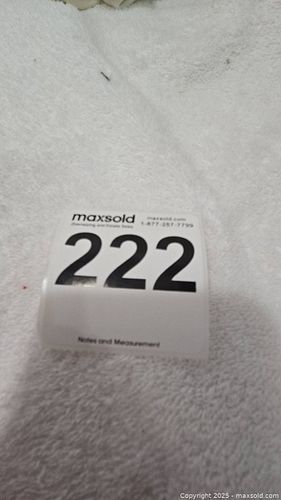 maxsold
Downsizing and Estate Sales
maxsold.com
1-877-257-7799
222
Notes and Measurement
Copyright 2025 - maxsold.com